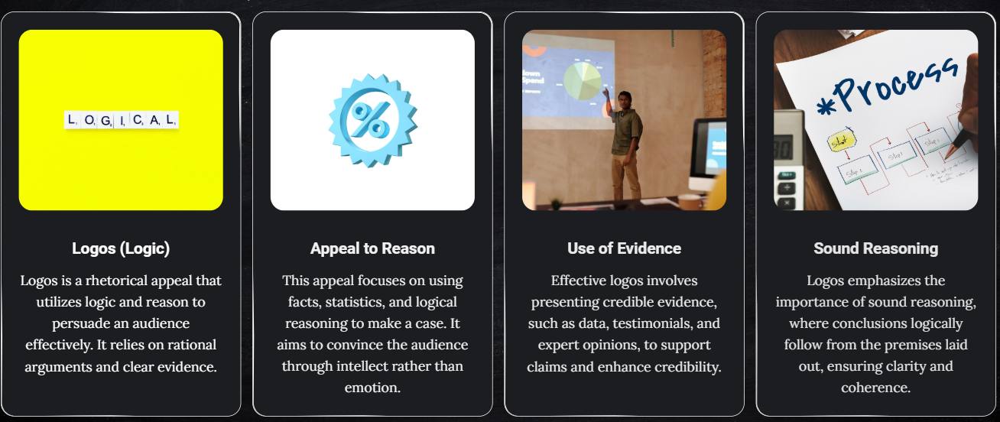 LOGICAL
%
Spend
*Process
Start
Step 1
Logos (Logic)
Logos is a rhetorical appeal that
utilizes logic and reason to
persuade an audience
effectively. It relies on rational
arguments and clear evidence.
Appeal to Reason
This appeal focuses on using
facts, statistics, and logical
reasoning to make a case. It
aims to convince the audience
through intellect rather than
emotion.
Use of Evidence
Effective logos involves
presenting credible evidence,
such as data, testimonials, and
expert opinions, to support
claims and enhance credibility.
Sound Reasoning
Logos emphasizes the
importance of sound reasoning,
where conclusions logically
follow from the premises laid
out, ensuring clarity and
coherence.